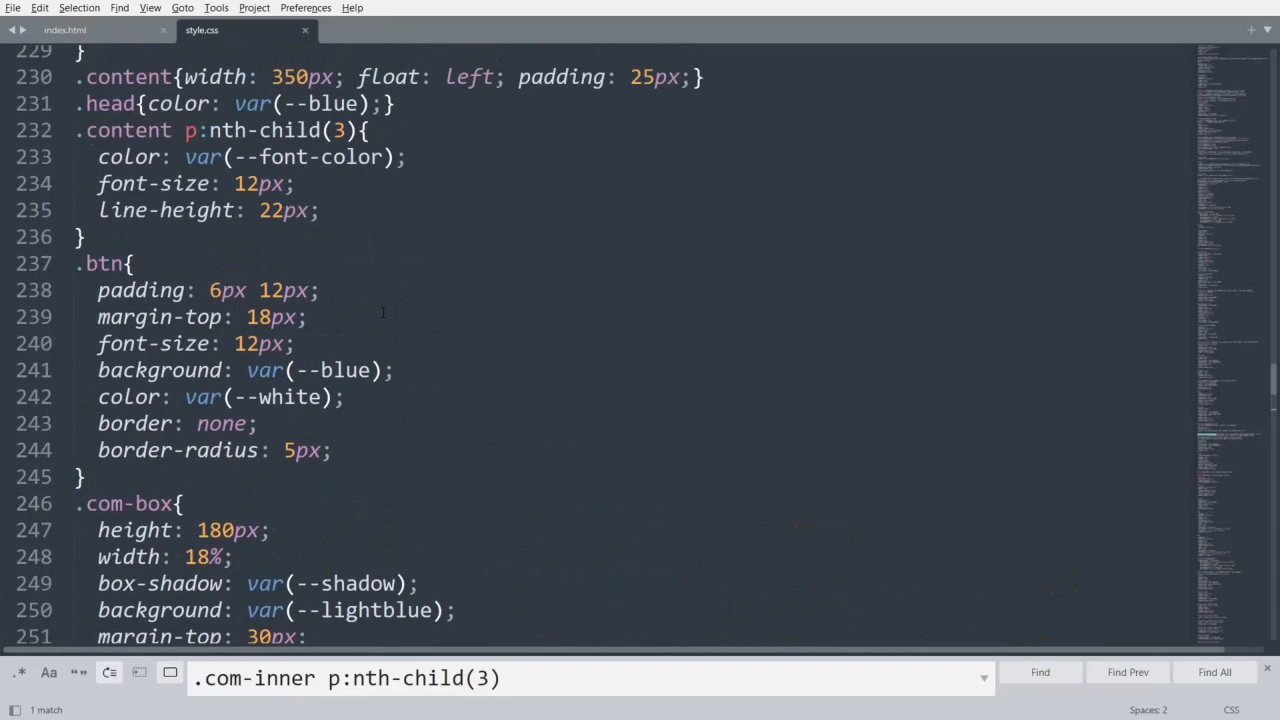 File Edit Selection Find View Goto Tools Project Preferences Help
index.html × style.css ×
229 }
230 .content{width: 350px; float: left; padding: 25px;}
231 .head{color: var(--blue);}
232 .content p:nth-child(3){
233 color: var(--font-color);
234 font-size: 12px;
235 line-height: 22px;
236 }
237 .btn{
238 padding: 6px 12px;
239 margin-top: 18px;
240 font-size: 12px;
241 background: var(--blue);
242 color: var(--white);
243 border: none;
244 border-radius: 5px;
245 }
246 .com-box{
247 height: 180px;
248 width: 18%;
249 box-shadow: var(--shadow);
250 background: var(--lightblue);
251 margin-top: 30px;
.* Aa “” .com-inner p:nth-child(3) Find Find Prev Find All
1 match Spaces: 2 CSS